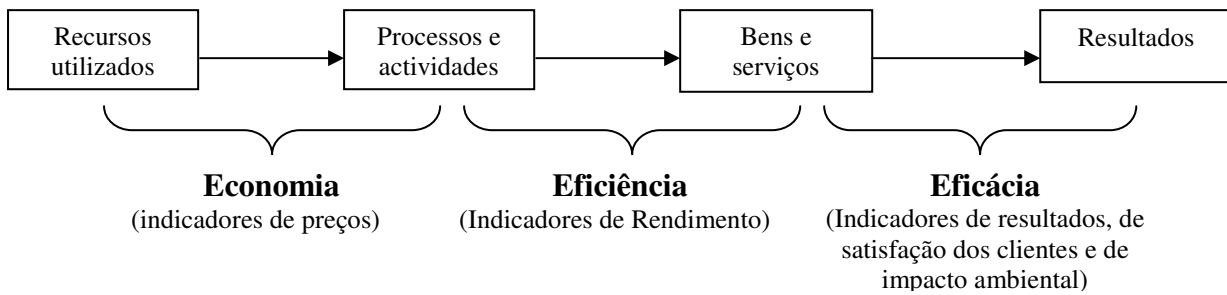 Recursos
utilizados
Processos e
actividades
Bens e
serviços
Resultados
Economia
(indicadores de preços)
Eficiência
(Indicadores de Rendimento)
Eficácia
(Indicadores de resultados, de
satisfação dos clientes e de
impacto ambiental)